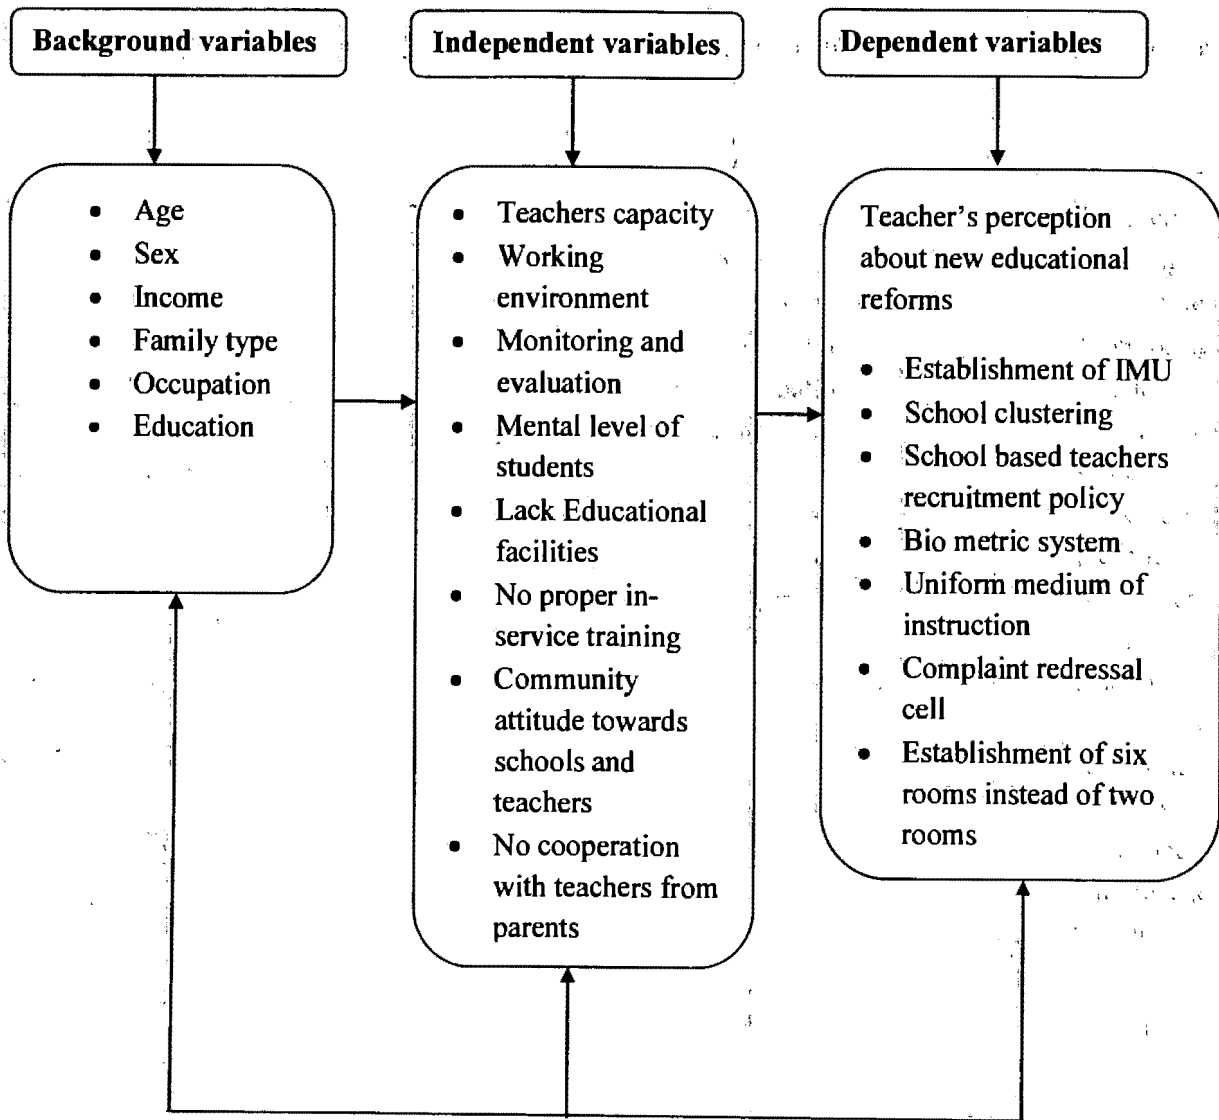 Background variables
Independent variables
Dependent variables
• Age
• Sex
• Income
• Family type
• Occupation
• Education
• Teachers capacity
• Working
environment
• Monitoring and
evaluation
• Mental level of
students
• Lack Educational
facilities
• No proper in-
service training
• Community
attitude towards
schools and
teachers
• No cooperation
with teachers from
parents
Teacher's perception
about new educational
reforms
• Establishment of IMU
• School clustering
• School based teachers
recruitment policy
• Bio metric system
• Uniform medium of
instruction
• Complaint redressal
cell
• Establishment of six
rooms instead of two
rooms